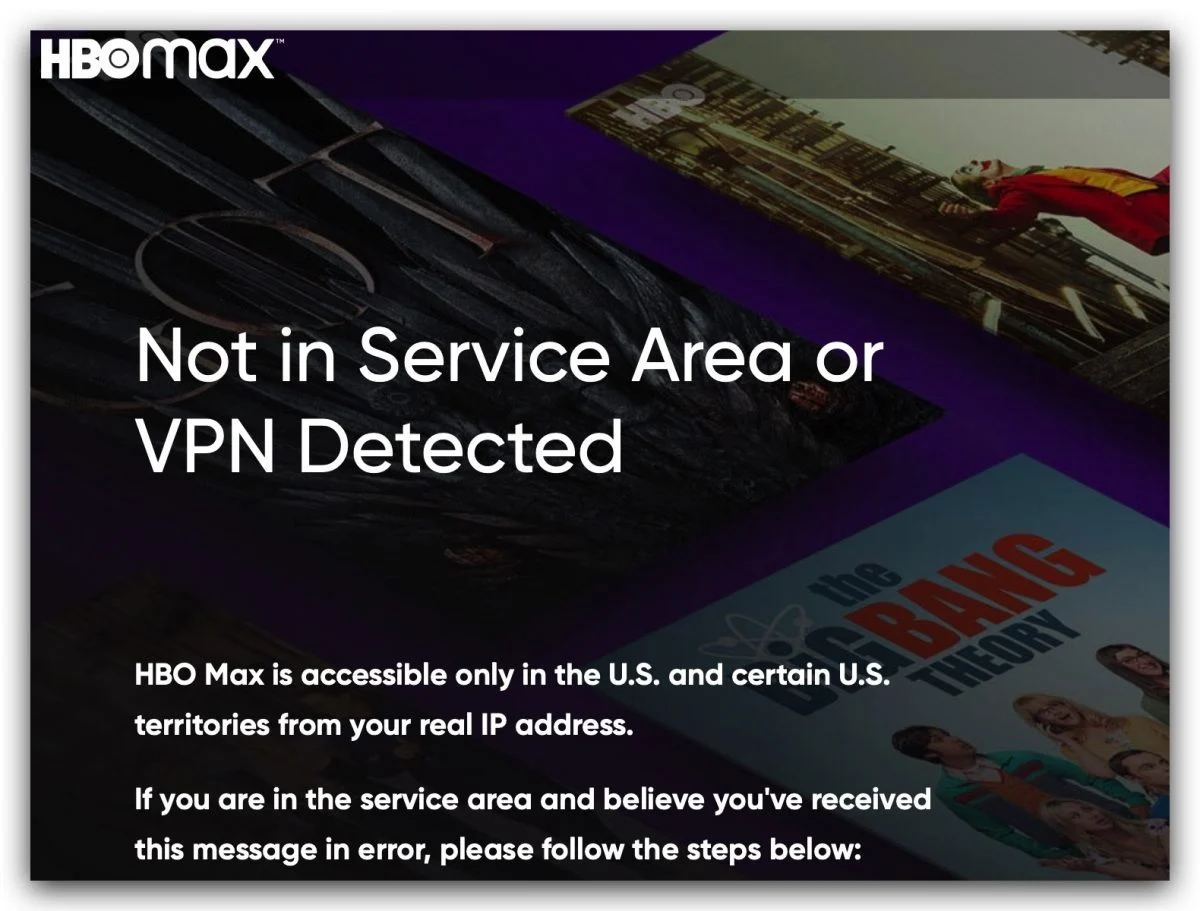 HBOMAX™
HBO
Not in Service Area or
VPN Detected
the
BIG BANG
THEORY
HBO Max is accessible only in the U.S. and certain U.S.
territories from your real IP address.
If you are in the service area and believe you've received
this message in error, please follow the steps below: